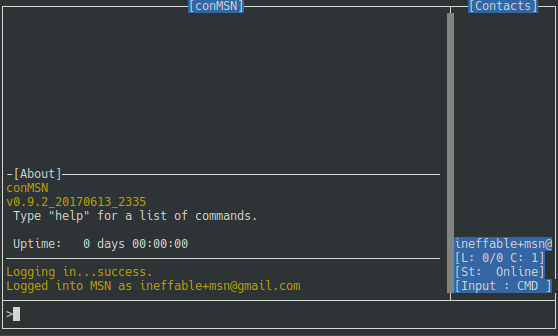 [conMSN]
[Contacts]
-[About]
conMSN
v0.9.2_20170613_2335
Type "help" for a list of commands.
Uptime: 0 days 00:00:00
Logging in...success.
Logged into MSN as ineffable+msn@gmail.com
ineffable+msn@
[L: 0/0 C: 1]
[St: Online]
[Input : CMD ]
>